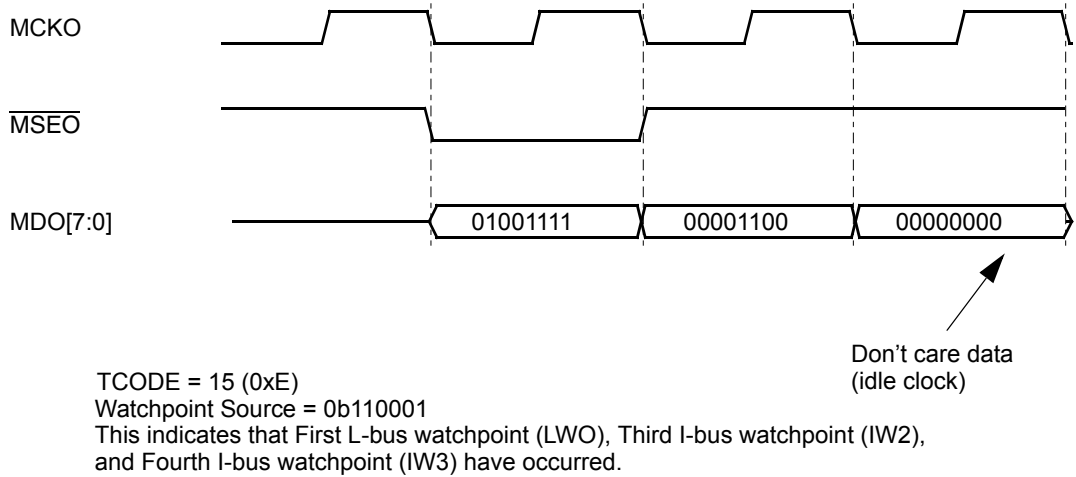 MCKO
MSEO
MDO[7:0]
01001111
00001100
00000000
Don't care data
(idle clock)
TCODE = 15 (0xE)
Watchpoint Source = 0b110001
This indicates that First L-bus watchpoint (LWO), Third I-bus watchpoint (IW2),
and Fourth I-bus watchpoint (IW3) have occurred.